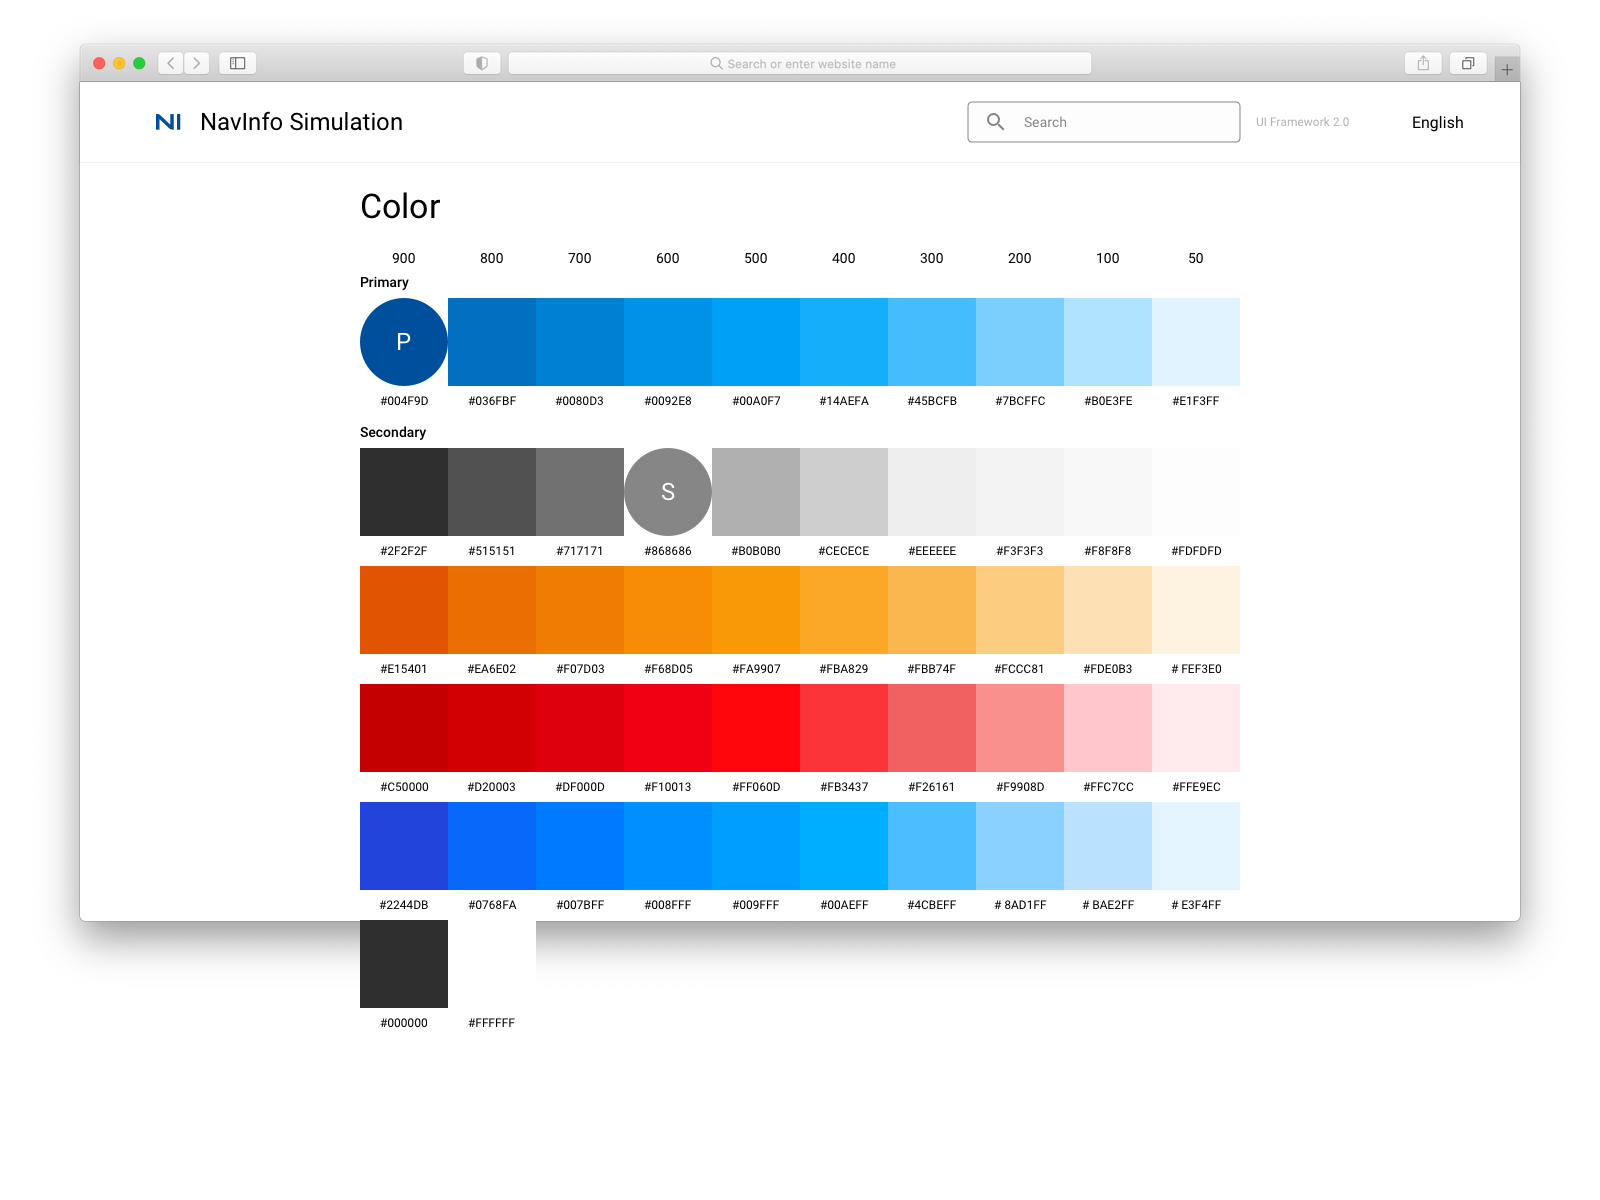 Search or enter website name
NI NavInfo Simulation
Search
UI Framework 2.0
English
Color
900 800 700 600 500 400 300 200 100 50
Primary
P
#004F9D #036FBF #0080D3 #0092E8 #00A0F7 #14AEFA #45BCFB #7BCFFC #B0E3FE #E1F3FF
Secondary
S
#2F2F2F #515151 #717171 #868686 #B0B0B0 #CECECE #EEEEEE #F3F3F3 #F8F8F8 #FDFDFD
#E15401 #EA6E02 #F07D03 #F68D05 #FA9907 #FBA829 #FBB74F #FCCC81 #FDE0B3 # FEF3E0
#C50000 #D20003 #DF000D #F10013 #FF060D #FB3437 #F26161 #F9908D #FFC7CC #FFE9EC
#2244DB #0768FA #007BFF #008FFF #009FFF #00AEFF #4CBEFF # 8AD1FF # BAE2FF # E3F4FF
#000000 #FFFFFF